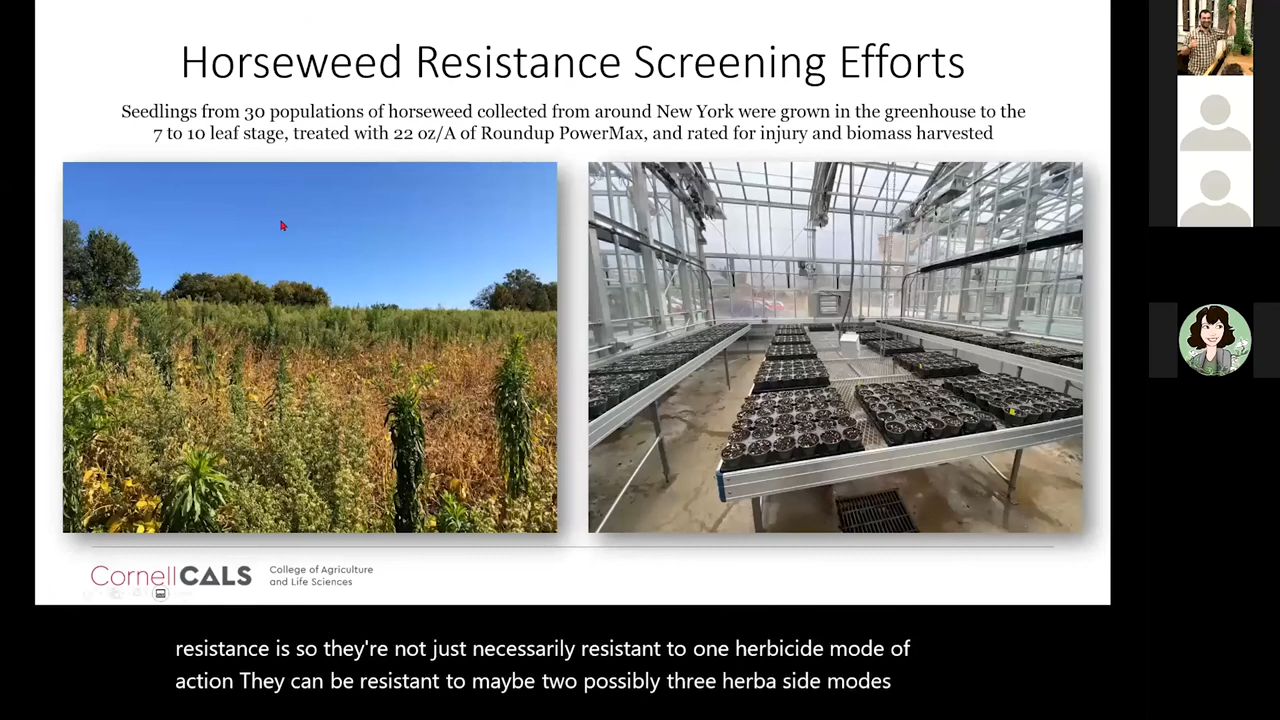 Horseweed Resistance Screening Efforts
Seedlings from 30 populations of horseweed collected from around New York were grown in the greenhouse to the
7 to 10 leaf stage, treated with 22 oz/A of Roundup PowerMax, and rated for injury and biomass harvested
CornellCALS
College of Agriculture
and Life Sciences
resistance is so they're not just necessarily resistant to one herbicide mode of
action They can be resistant to maybe two possibly three herba side modes